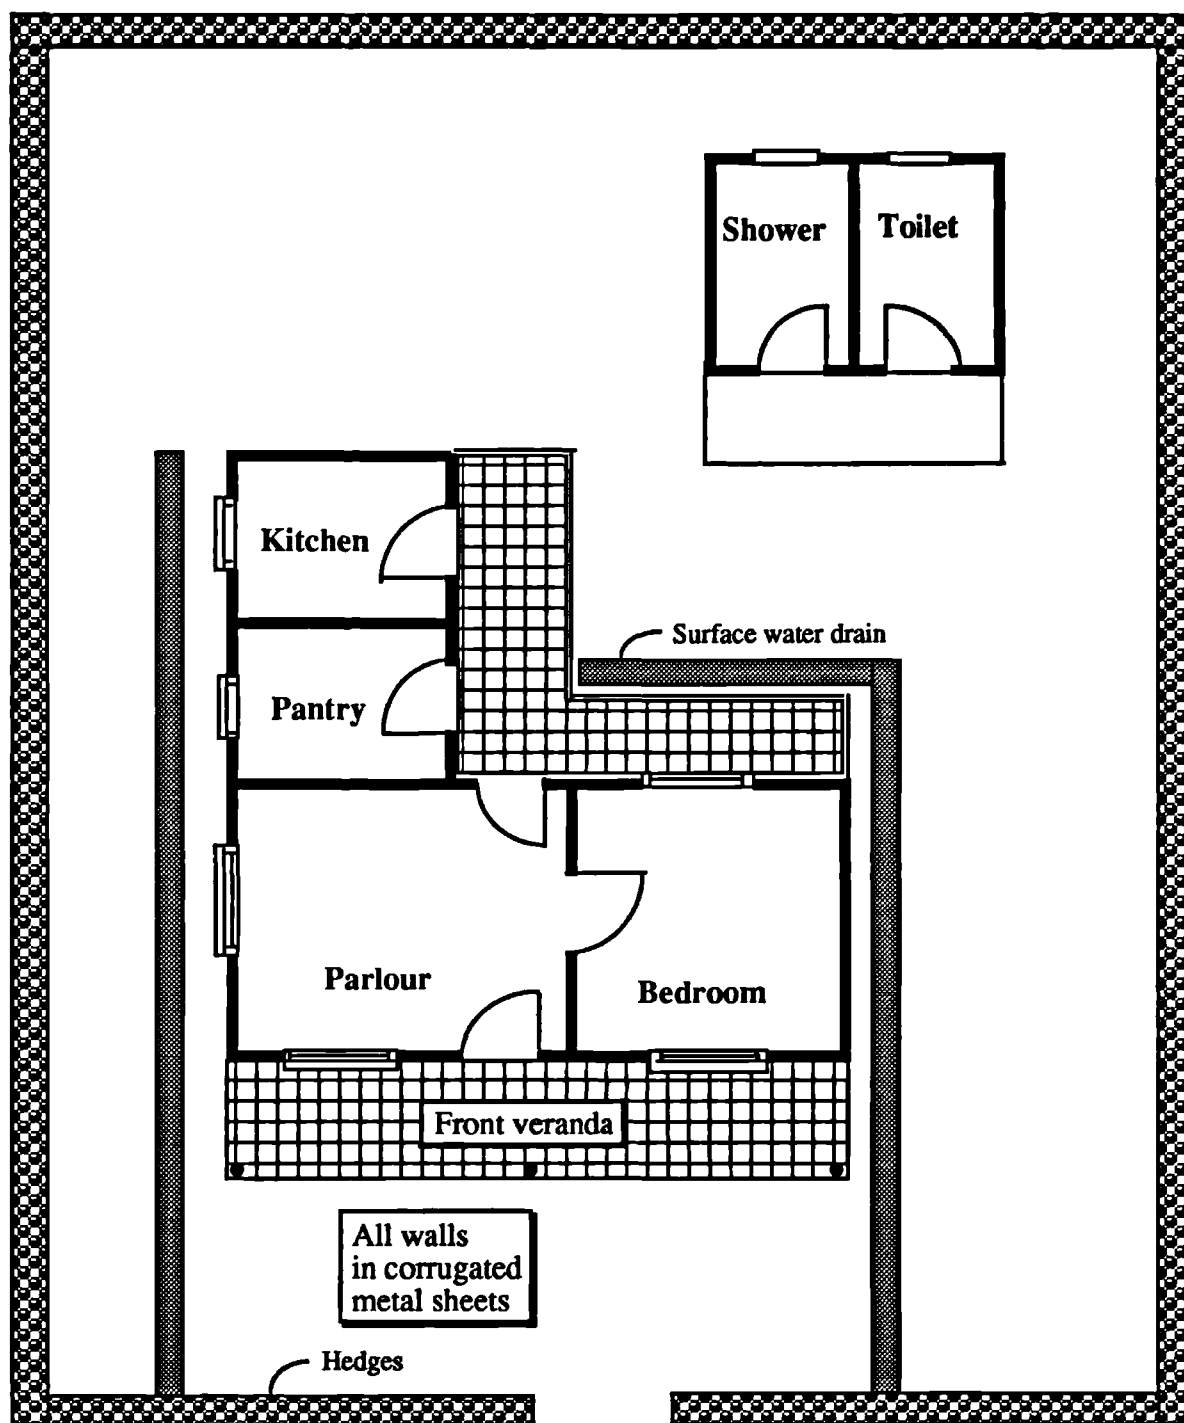 Shower
Toilet
Kitchen
Surface water drain
Pantry
Parlour
Bedroom
Front veranda
All walls
in corrugated
metal sheets
Hedges